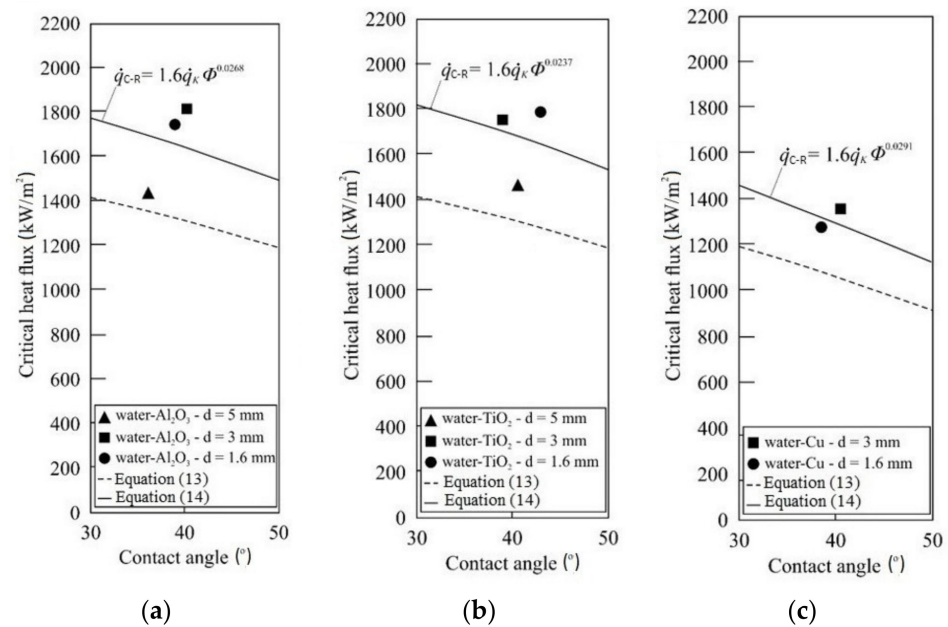 2200
2000
1800
1600
1400
1200
1000
800
600
400
200
0
30
40
50
Critical heat flux (kW/m²)
Contact angle (°)
q̇C-R= 1.6q̇K Φ^0.0268
water-Al₂O₃ - d = 5 mm
water-Al₂O₃ - d = 3 mm
water-Al₂O₃ - d = 1.6 mm
Equation (13)
Equation (14)
(a)
2200
2000
1800
1600
1400
1200
1000
800
600
400
200
0
30
40
50
Critical heat flux (kW/m²)
Contact angle (°)
q̇C-R= 1.6q̇K Φ^0.0237
water-TiO₂ - d = 5 mm
water-TiO₂ - d = 3 mm
water-TiO₂ - d = 1.6 mm
Equation (13)
Equation (14)
(b)
2200
2000
1800
1600
1400
1200
1000
800
600
400
200
0
30
40
50
Critical heat flux (kW/m²)
Contact angle (°)
q̇C-R= 1.6q̇K Φ^0.0291
water-Cu - d = 3 mm
water-Cu - d = 1.6 mm
Equation (13)
Equation (14)
(c)